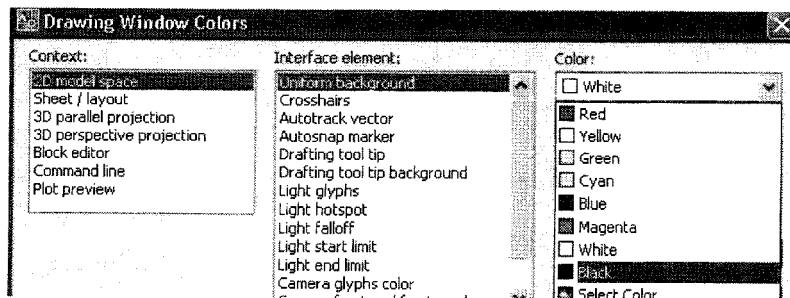 Drawing Window Colors
Context:
2D model space
Sheet / layout
3D parallel projection
3D perspective projection
Block editor
Command line
Plot preview
Interface element:
Uniform background
Crosshairs
Autotrack vector
Autosnap marker
Drafting tool tip
Drafting tool tip background
Light glyphs
Light hotspot
Light falloff
Light start limit
Light end limit
Camera glyphs color
Color:
White
Red
Yellow
Green
Cyan
Blue
Magenta
White
Black
Select Color